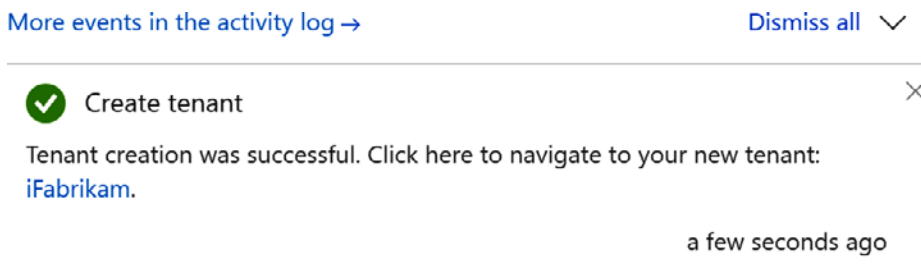 More events in the activity log →
Dismiss all
Create tenant
Tenant creation was successful. Click here to navigate to your new tenant:
iFabrikam.
a few seconds ago